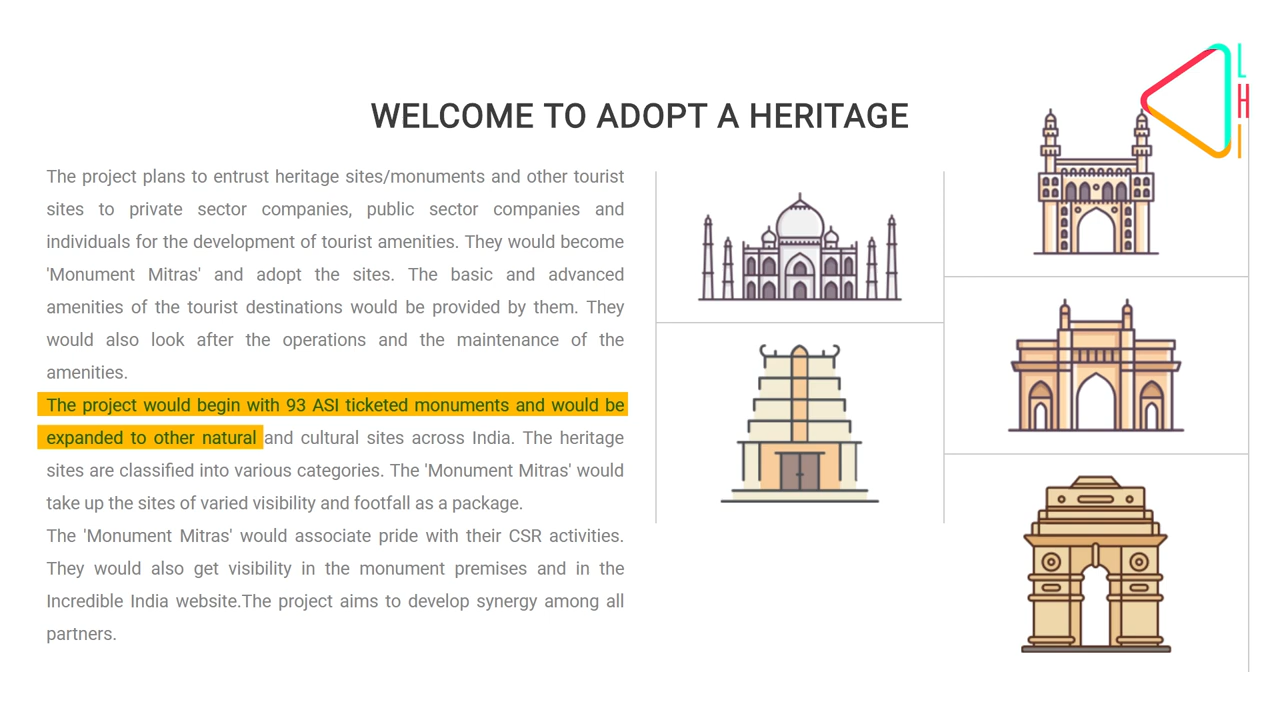 WELCOME TO ADOPT A HERITAGE
The project plans to entrust heritage sites/monuments and other tourist
sites to private sector companies, public sector companies and
individuals for the development of tourist amenities. They would become
'Monument Mitras' and adopt the sites. The basic and advanced
amenities of the tourist destinations would be provided by them. They
would also look after the operations and the maintenance of the
amenities.
The project would begin with 93 ASI ticketed monuments and would be
expanded to other natural and cultural sites across India. The heritage
sites are classified into various categories. The 'Monument Mitras' would
take up the sites of varied visibility and footfall as a package.
The 'Monument Mitras' would associate pride with their CSR activities.
They would also get visibility in the monument premises and in the
Incredible India website.The project aims to develop synergy among all
partners.
L
H
I